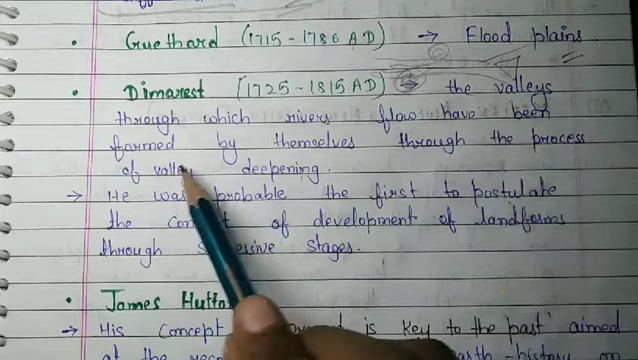 • Guethard (1715 - 1786 AD) → Flood plains
• Dimarest (1725 - 1815 AD) → the valleys
through which rivers flow have been
formed by themselves through the process
of valley deepening.
→ He was probable the first to postulate
the of development of landforms
through stages.
• James
→ His concept is key to the past' aimed
at the